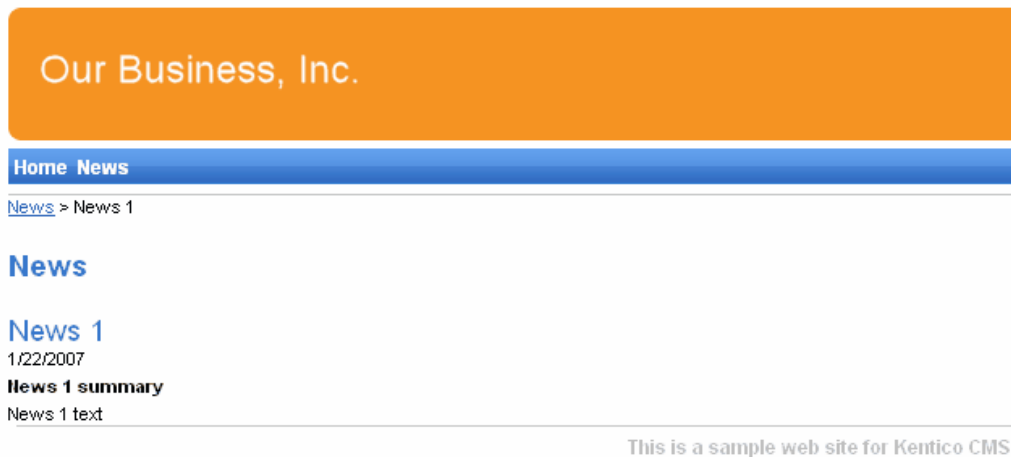 Our Business, Inc.
Home News
News > News 1
News
News 1
1/22/2007
News 1 summary
News 1 text
This is a sample web site for Kentico CMS